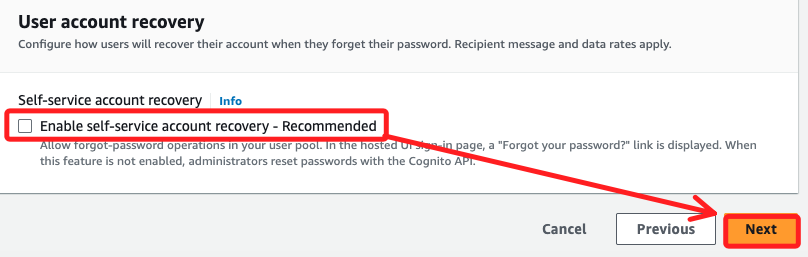 User account recovery
Configure how users will recover their account when they forget their password. Recipient message and data rates apply.
Self-service account recovery Info
Enable self-service account recovery - Recommended
Allow forgot-password operations in your user pool. In the hosted UI sign-in page, a "Forgot your password?" link is displayed. When
this feature is not enabled, administrators reset passwords with the Cognito API.
Cancel Previous Next